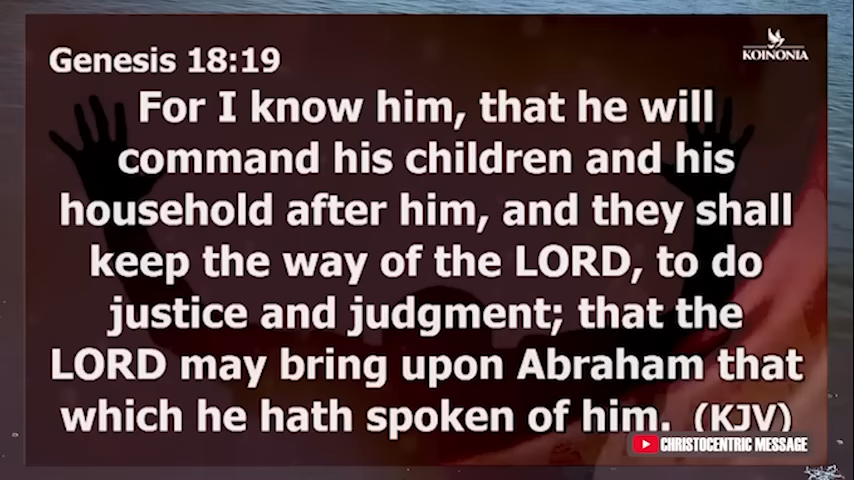 KOINONIA
Genesis 18:19
For I know him, that he will
command his children and his
household after him, and they shall
keep the way of the LORD, to do
justice and judgment; that the
LORD may bring upon Abraham that
which he hath spoken of him. (KJV)
CHRISTOCENTRIC MESSAGE